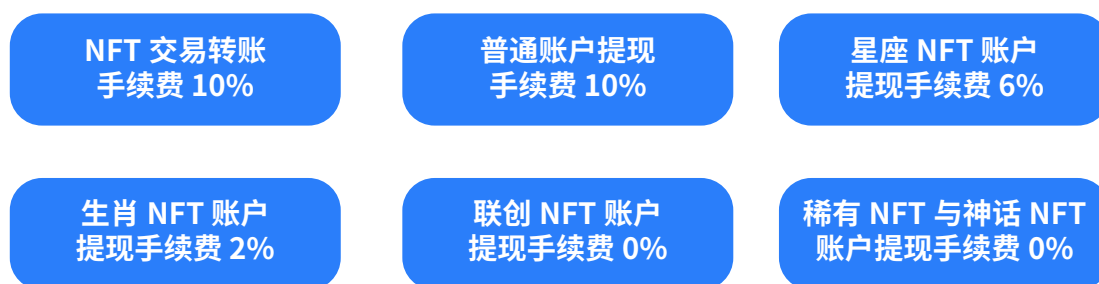 NFT 交易转账
手续费 10%
普通账户提现
手续费 10%
星座 NFT 账户
提现手续费 6%
生肖 NFT 账户
提现手续费 2%
联创 NFT 账户
提现手续费 0%
稀有 NFT 与神话 NFT
账户提现手续费 0%